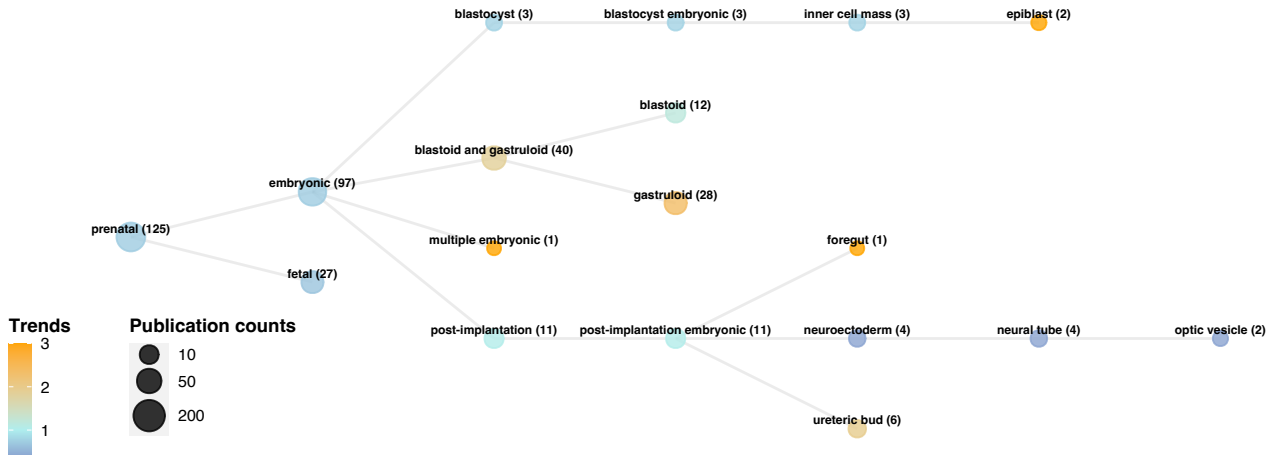 blastocyst (3)
blastocyst embryonic (3)
inner cell mass (3)
epiblast (2)
blastoid (12)
blastoid and gastruloid (40)
embryonic (97)
gastruloid (28)
prenatal (125)
multiple embryonic (1)
foregut (1)
fetal (27)
post-implantation (11)
post-implantation embryonic (11)
neuroectoderm (4)
neural tube (4)
optic vesicle (2)
ureteric bud (6)
Trends
3
2
1
Publication counts
10
50
200